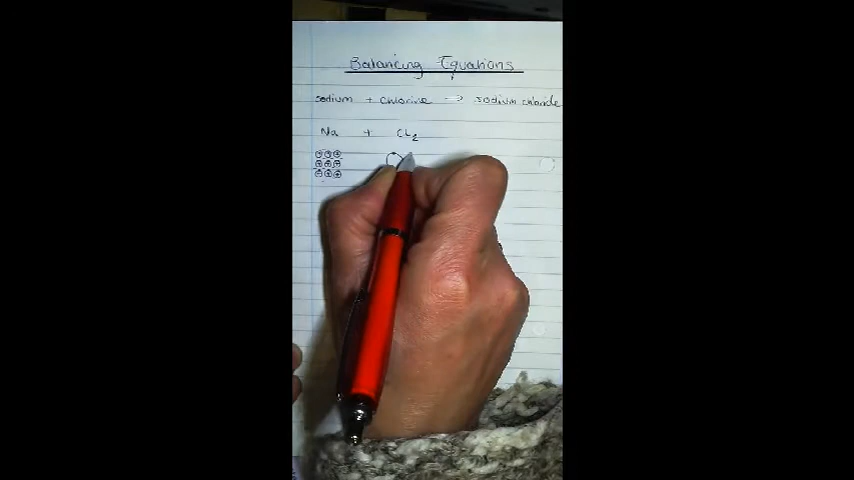 Balancing Equations
sodium + chlorine → sodium chloride
Na + Cl₂